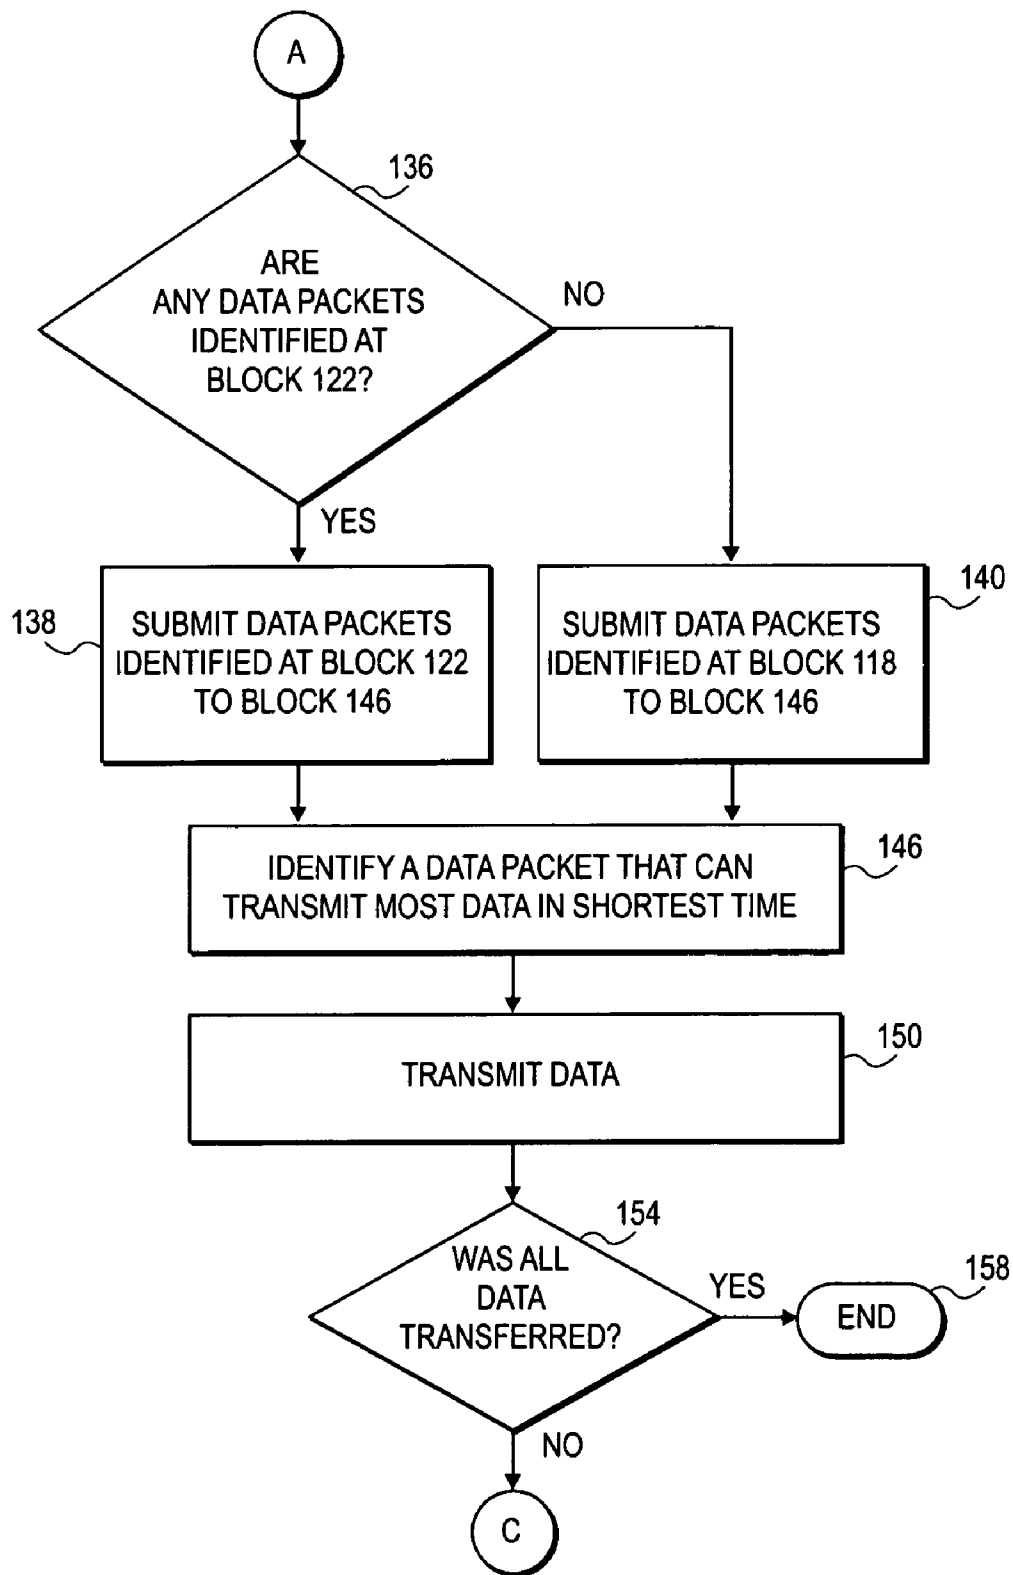 A
136
ARE
ANY DATA PACKETS
IDENTIFIED AT
BLOCK 122?
NO
YES
138
SUBMIT DATA PACKETS
IDENTIFIED AT BLOCK 122
TO BLOCK 146
140
SUBMIT DATA PACKETS
IDENTIFIED AT BLOCK 118
TO BLOCK 146
146
IDENTIFY A DATA PACKET THAT CAN
TRANSMIT MOST DATA IN SHORTEST TIME
150
TRANSMIT DATA
154
WAS ALL
DATA
TRANSFERRED?
YES
158
END
NO
C